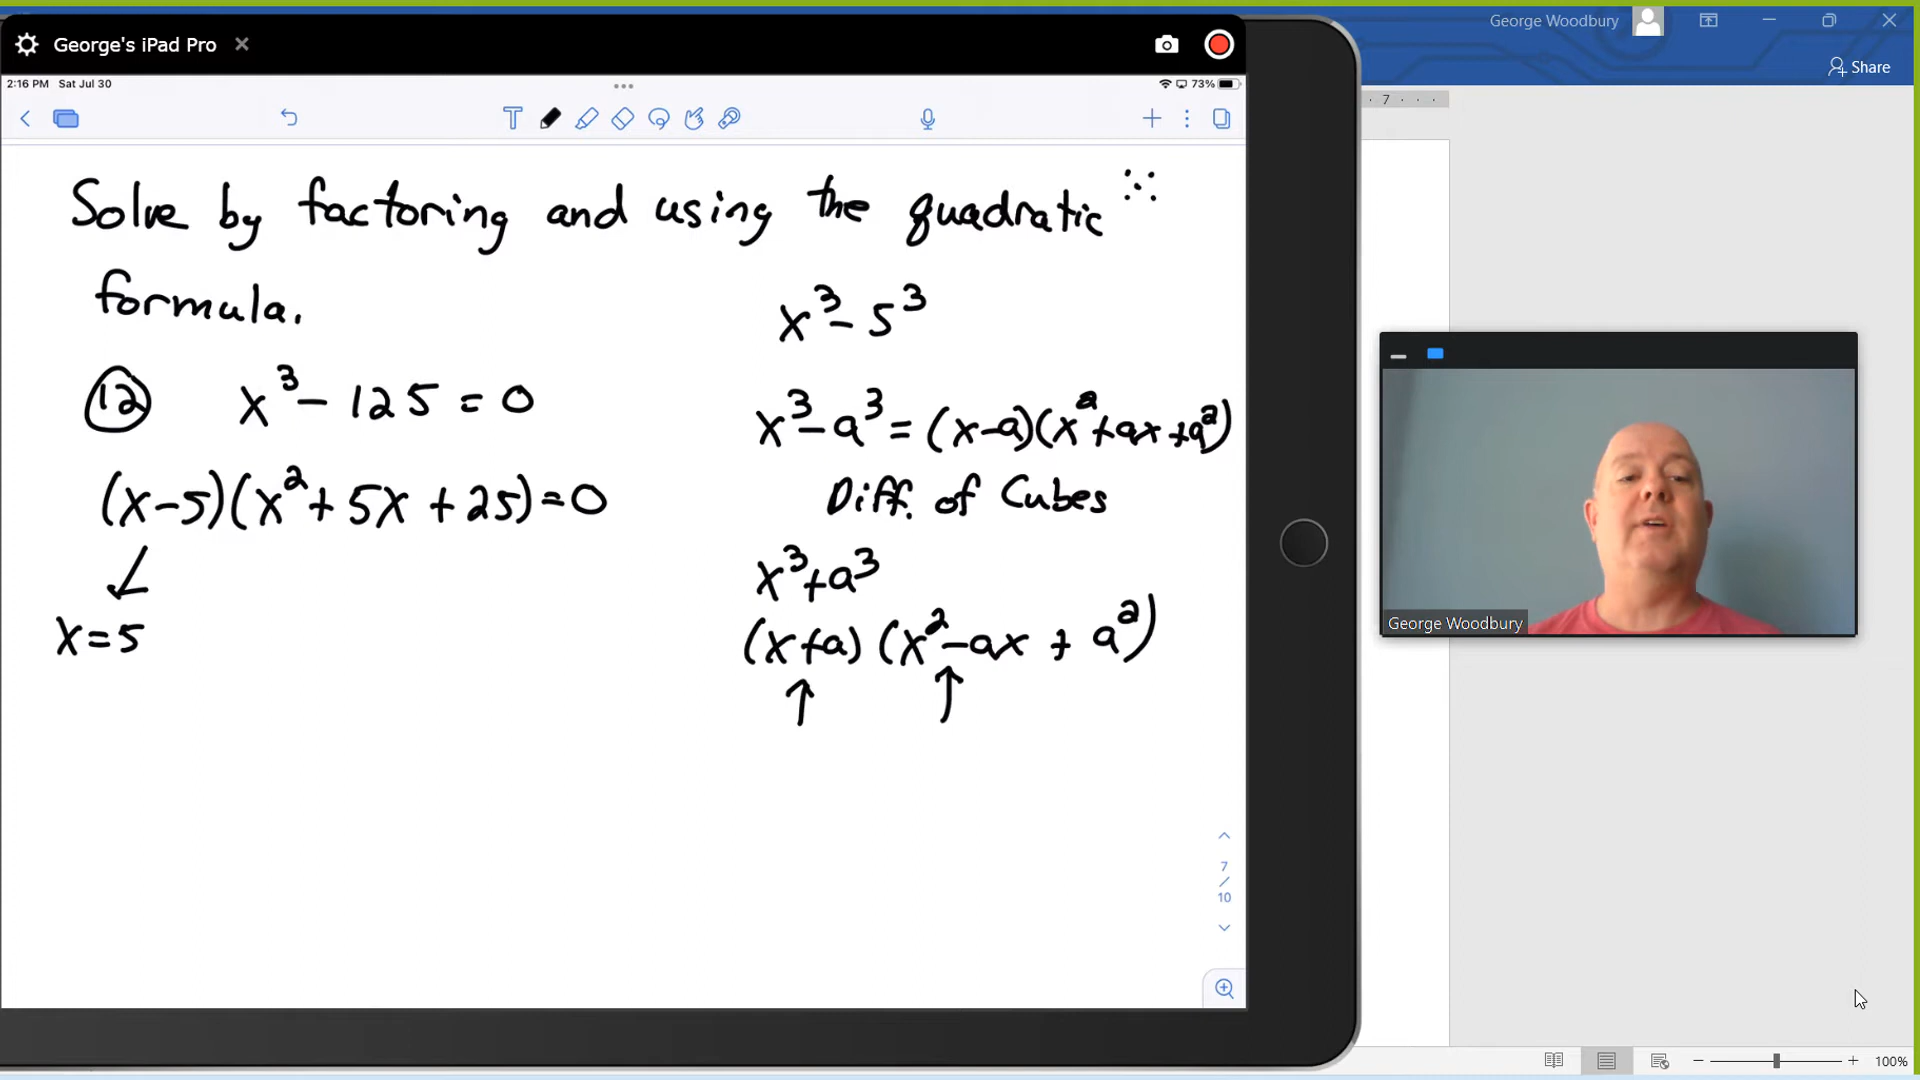 George Woodbury
George's iPad Pro
Share
2:16 PM Sat Jul 30
73%
7
Solve by factoring and using the quadratic
formula.
x³ - 5³
12 x³ - 125 = 0
x³ - a³ = (x-a)(x² + ax + a²)
(x-5)(x² + 5x + 25) = 0
Diff. of Cubes
x³ + a³
x = 5
(x+a)(x² - ax + a²)
George Woodbury
7
/
10
100%